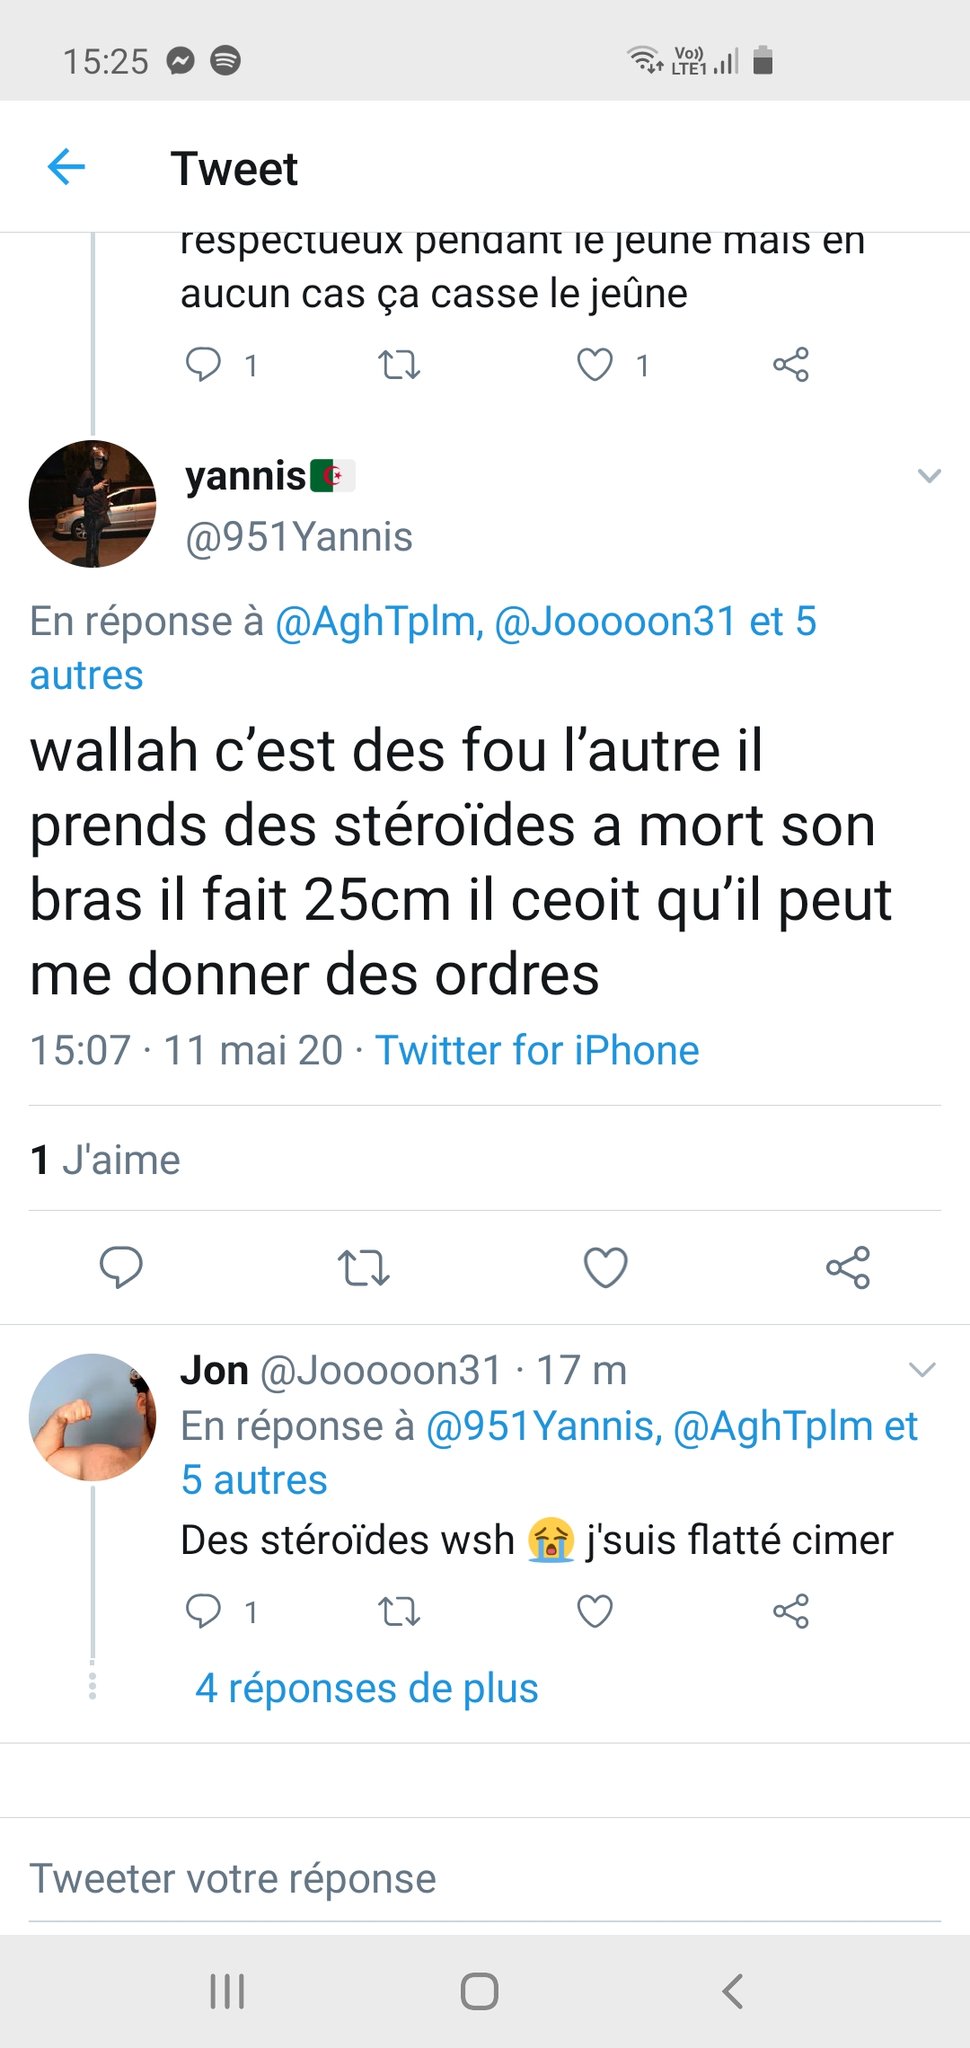 15:25
Vo))
LTE1
Tweet
respectueux pendant le jeune mais en
aucun cas ça casse le jeûne
1 1
yannis
@951Yannis
En réponse à @AghTplm, @Jooooon31 et 5
autres
wallah c’est des fou l’autre il
prends des stéroïdes a mort son
bras il fait 25cm il ceoit qu’il peut
me donner des ordres
15:07 · 11 mai 20 · Twitter for iPhone
1 J'aime
Jon @Jooooon31 · 17 m
En réponse à @951Yannis, @AghTplm et
5 autres
Des stéroïdes wsh 😭 j'suis flatté cimer
1
4 réponses de plus
Tweeter votre réponse